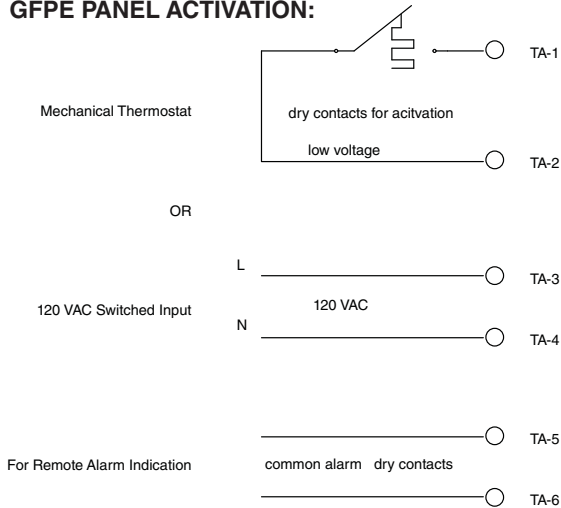 GFPE PANEL ACTIVATION:
TA-1
Mechanical Thermostat
dry contacts for acitvation
low voltage
TA-2
OR
L
TA-3
120 VAC Switched Input
120 VAC
N
TA-4
TA-5
For Remote Alarm Indication
common alarm dry contacts
TA-6